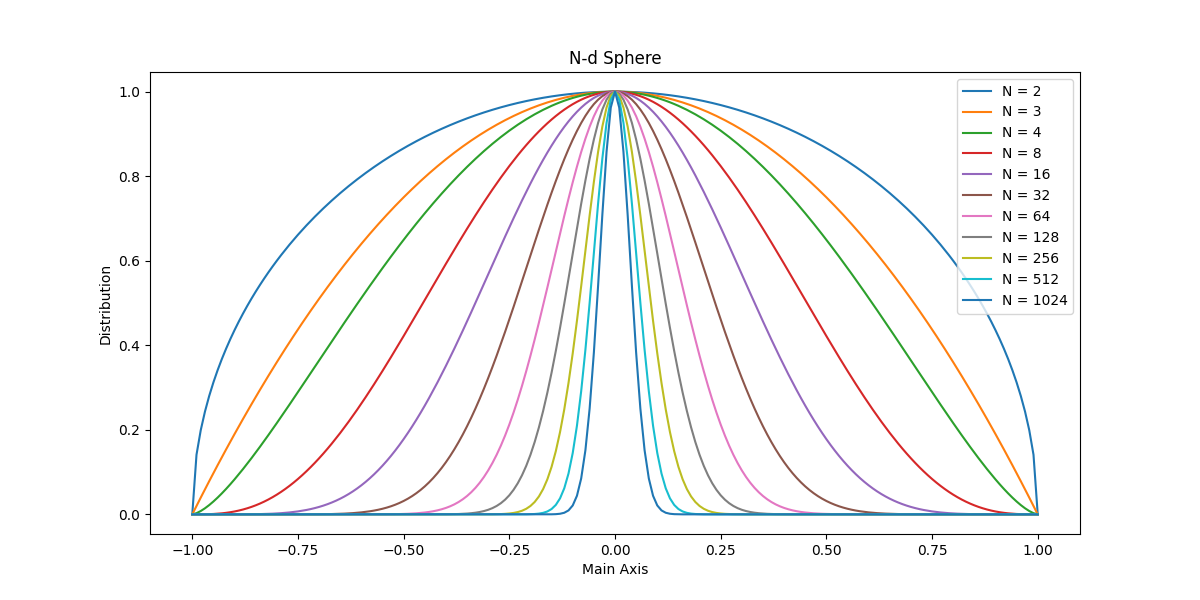 N-d Sphere
Distribution
1.0
0.8
0.6
0.4
0.2
0.0
−1.00 −0.75 −0.50 −0.25 0.00 0.25 0.50 0.75 1.00
Main Axis
N = 2
N = 3
N = 4
N = 8
N = 16
N = 32
N = 64
N = 128
N = 256
N = 512
N = 1024